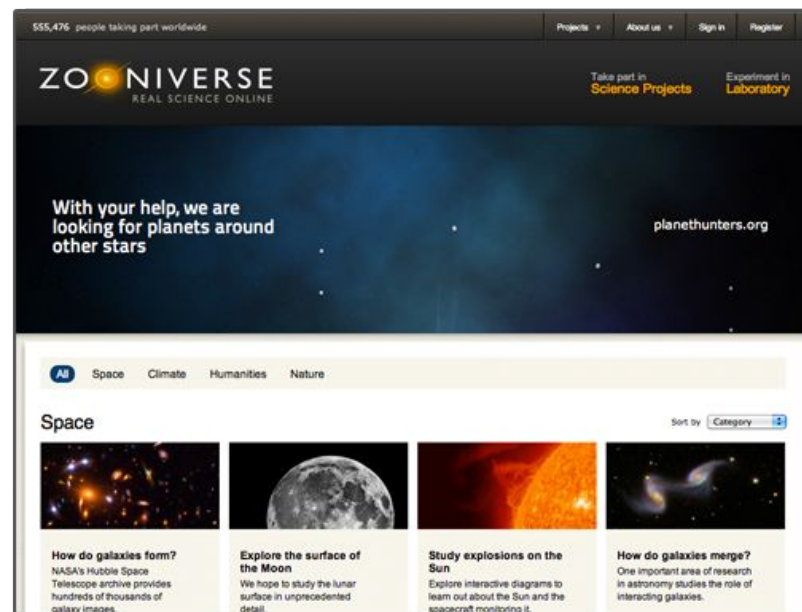 555,476 people taking part worldwide
Projects
About us
Sign in
Register
ZOONIVERSE
REAL SCIENCE ONLINE
Take part in
Science Projects
Experiment in
Laboratory
With your help, we are
looking for planets around
other stars
planethunters.org
All
Space
Climate
Humanities
Nature
Space
Sort by
Category
How do galaxies form?
NASA's Hubble Space
Telescope archive provides
hundreds of thousands of
galaxy images.
Explore the surface of
the Moon
We hope to study the lunar
surface in unprecedented
detail.
Study explosions on the
Sun
Explore interactive diagrams to
learn out about the Sun and the
spacecraft monitoring it.
How do galaxies merge?
One important area of research
in astronomy studies the role of
interacting galaxies.